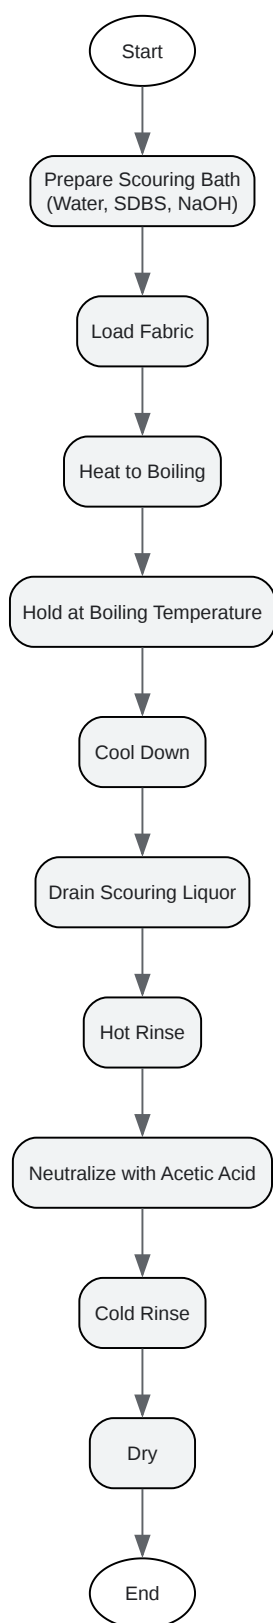 Start
Prepare Scouring Bath
(Water, SDBS, NaOH)
Load Fabric
Heat to Boiling
Hold at Boiling Temperature
Cool Down
Drain Scouring Liquor
Hot Rinse
Neutralize with Acetic Acid
Cold Rinse
Dry
End